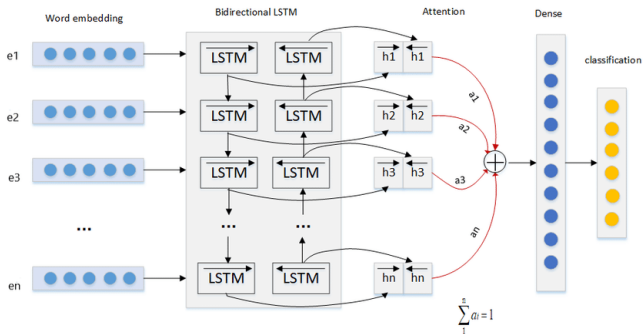 Word embedding
Bidirectional LSTM
Attention
Dense
classification
e1
LSTM
LSTM
h1
h1
a1
e2
LSTM
LSTM
h2
h2
a2
e3
LSTM
LSTM
h3
h3
a3
...
...
...
an
en
LSTM
LSTM
hn
hn
n
∑ ai = 1
1